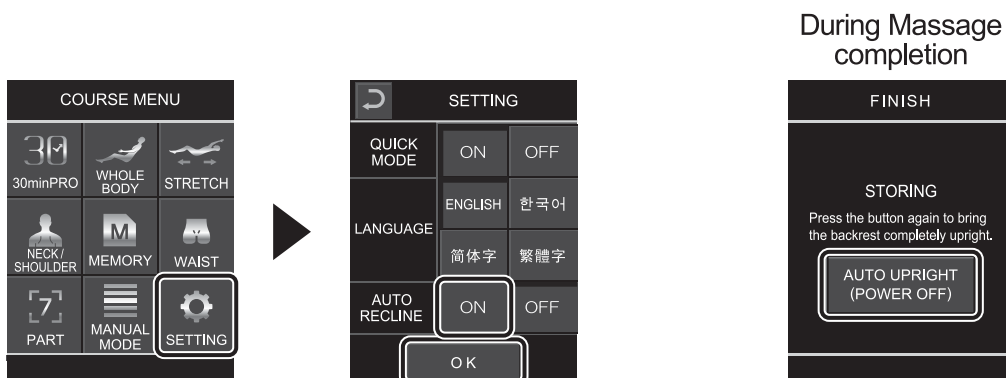 During Massage
completion
COURSE MENU
30
30minPRO
WHOLE
BODY
STRETCH
NECK /
SHOULDER
M
MEMORY
WAIST
7
PART
MANUAL
MODE
SETTING
SETTING
QUICK
MODE
ON
OFF
LANGUAGE
ENGLISH
한국어
简体字
繁體字
AUTO
RECLINE
ON
OFF
OK
FINISH
STORING
Press the button again to bring
the backrest completely upright.
AUTO UPRIGHT
(POWER OFF)